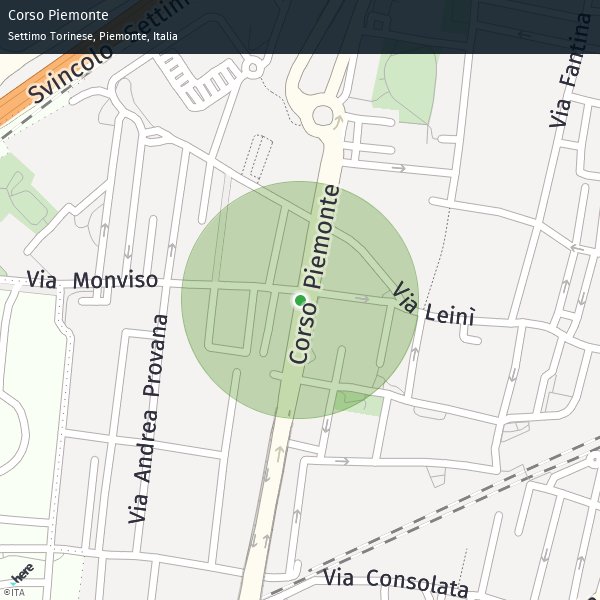 Corso Piemonte
Settimo Torinese, Piemonte, Italia
Svincolo Settim
Via Fantina
Corso Piemonte
Via Monviso
Via Leinì
Via Andrea Provana
Via Consolata
here
©ITA